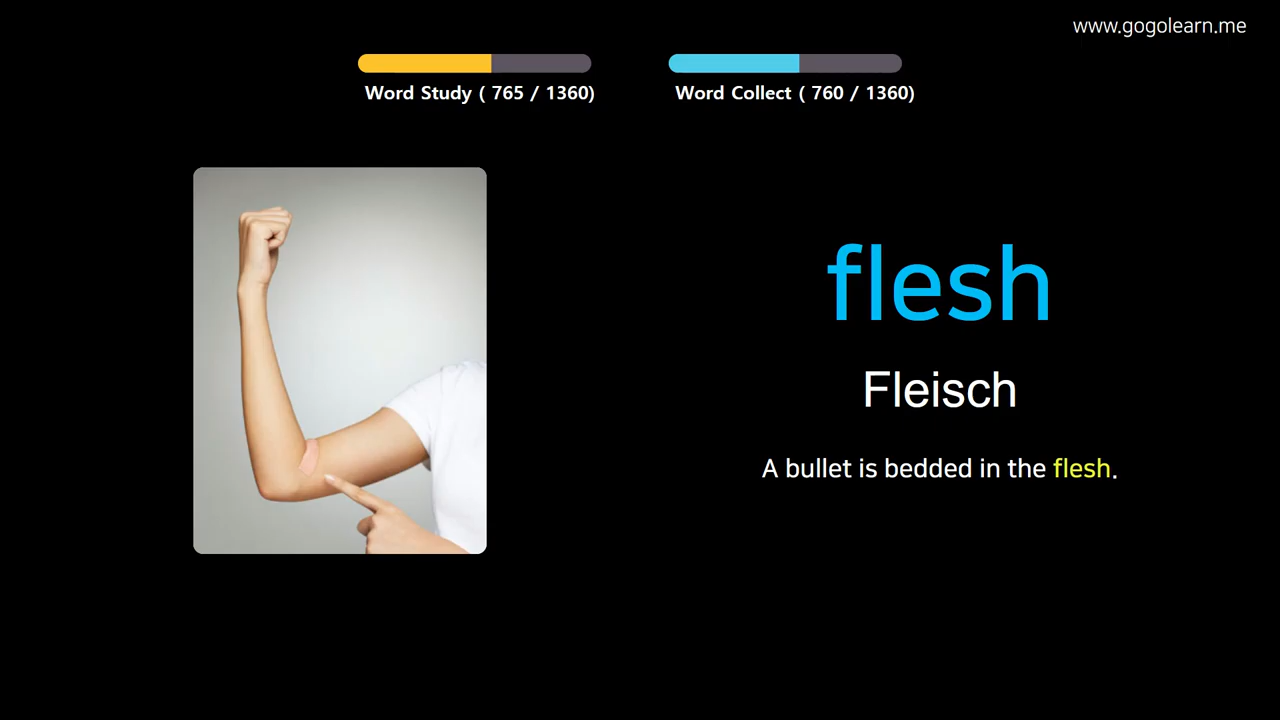 www.gogolearn.me
Word Study ( 765 / 1360)
Word Collect ( 760 / 1360)
flesh
Fleisch
A bullet is bedded in the flesh.